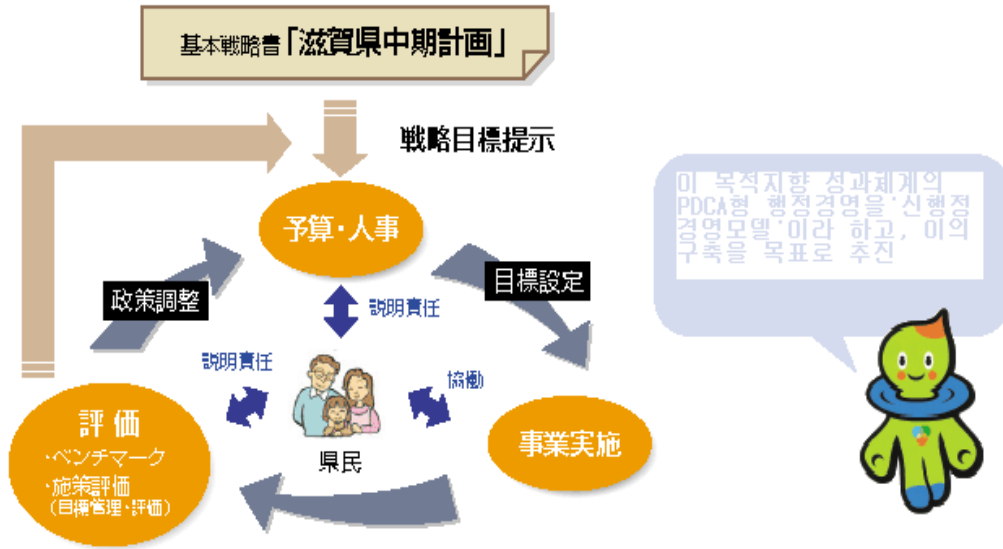 基本戦略書「滋賀県中期計画」
戦略目標提示
予算・人事
政策調整
目標設定
説明責任
説明責任
協働
県民
評価
・ベンチマーク
・施策評価
(目標管理・評価)
事業実施
이 목적지향 성과체계의
PDCA형 행정경영을'신행정
경영모델'이라 하고, 이의
구축을 목표로 추진